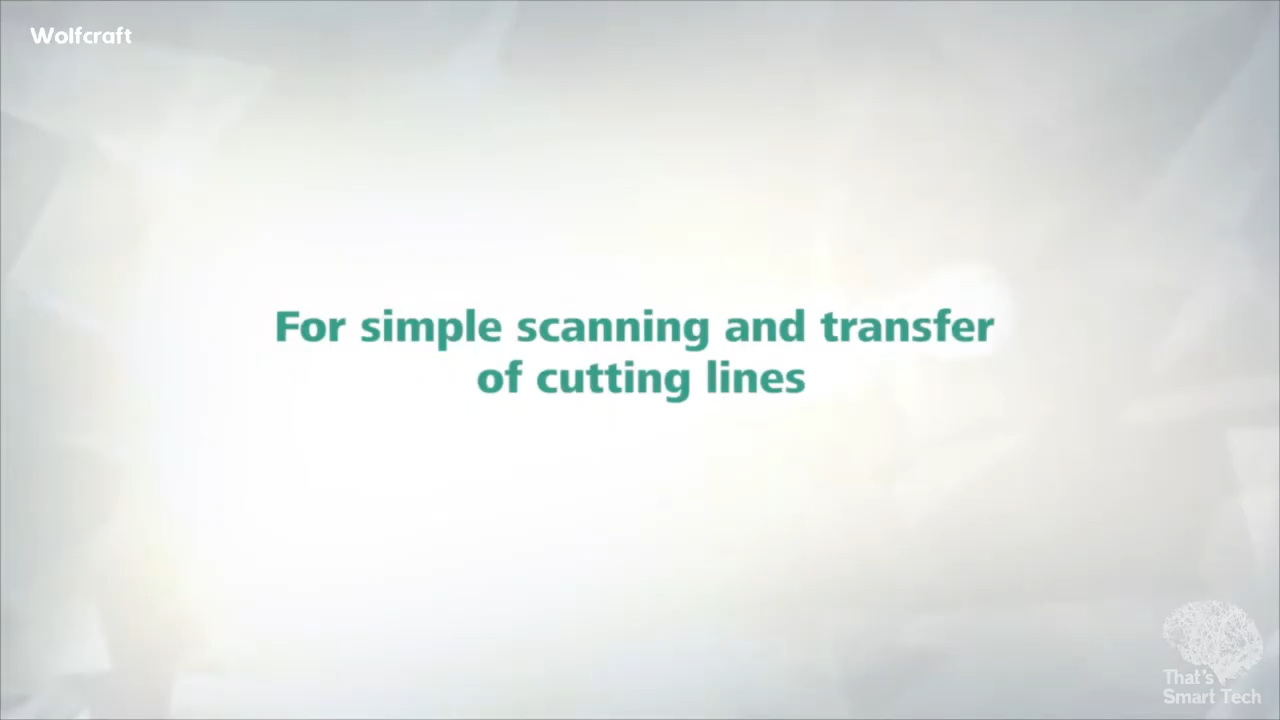 Wolfcraft
For simple scanning and transfer
of cutting lines
That's
Smart Tech